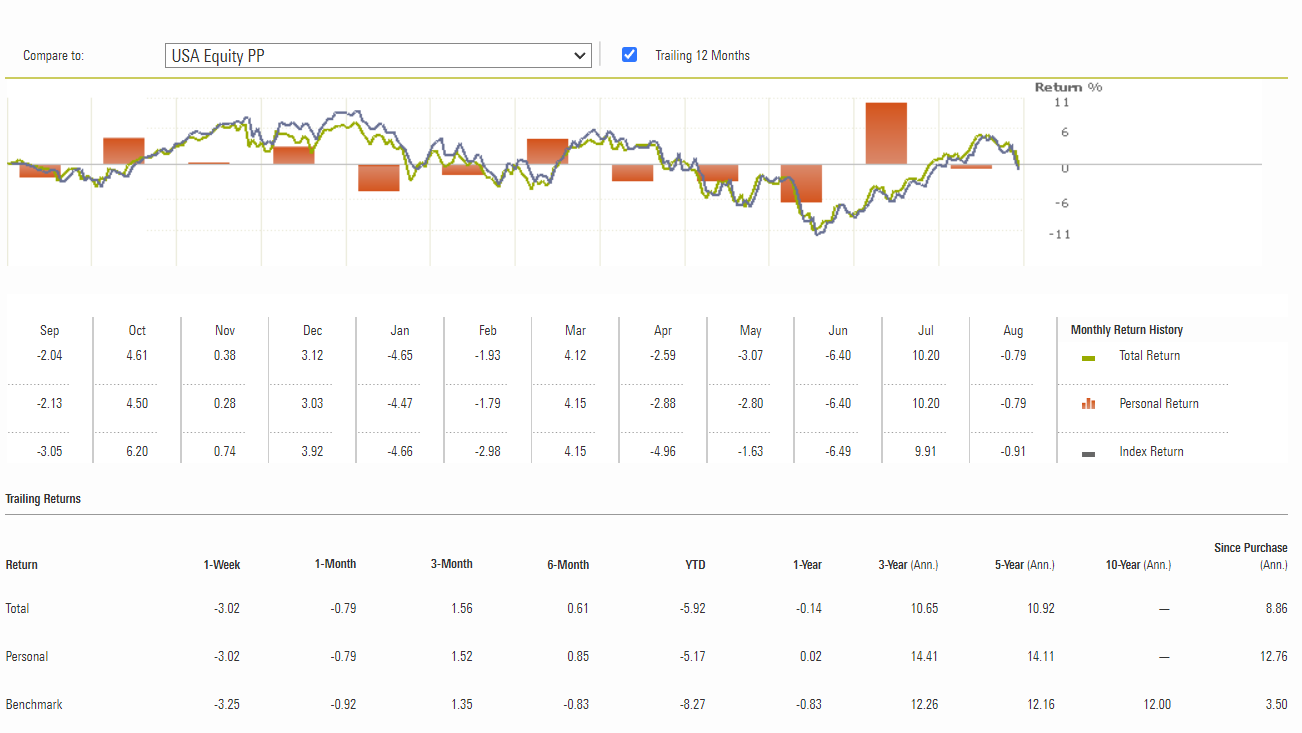 Compare to: USA Equity PP Trailing 12 Months
Return %
11
6
0
-6
-11
Sep Oct Nov Dec Jan Feb Mar Apr May Jun Jul Aug Monthly Return History
-2.04 4.61 0.38 3.12 -4.65 -1.93 4.12 -2.59 -3.07 -6.40 10.20 -0.79 Total Return
-2.13 4.50 0.28 3.03 -4.47 -1.79 4.15 -2.88 -2.80 -6.40 10.20 -0.79 Personal Return
-3.05 6.20 0.74 3.92 -4.66 -2.98 4.15 -4.96 -1.63 -6.49 9.91 -0.91 Index Return
Trailing Returns
Since Purchase
Return 1-Week 1-Month 3-Month 6-Month YTD 1-Year 3-Year (Ann.) 5-Year (Ann.) 10-Year (Ann.) (Ann.)
Total -3.02 -0.79 1.56 0.61 -5.92 -0.14 10.65 10.92 — 8.86
Personal -3.02 -0.79 1.52 0.85 -5.17 0.02 14.41 14.11 — 12.76
Benchmark -3.25 -0.92 1.35 -0.83 -8.27 -0.83 12.26 12.16 12.00 3.50